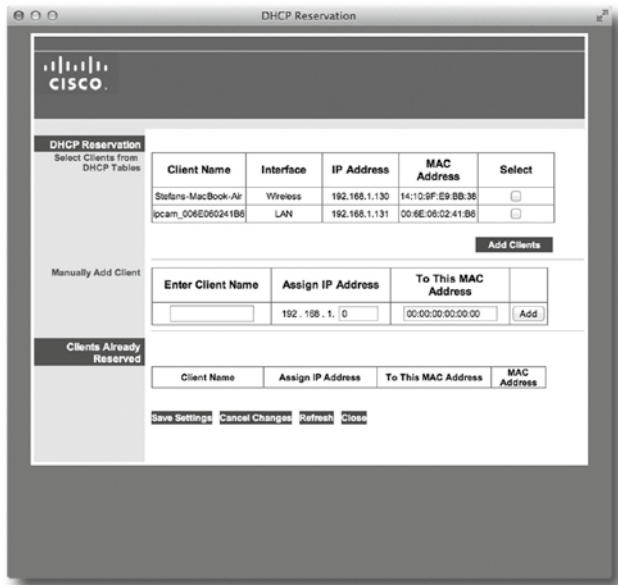 DHCP Reservation
CISCO.
DHCP Reservation
Select Clients from
DHCP Tables
Client Name Interface IP Address MAC Address Select
Stefans-MacBook-Air Wireless 192.168.1.130 14:10:9F:E9:BB:36
ipcam_006E060241B6 LAN 192.168.1.131 00:6E:06:02:41:B6
Add Clients
Manually Add Client
Enter Client Name Assign IP Address To This MAC Address
192 . 168 . 1. 0 00:00:00:00:00:00 Add
Clients Already
Reserved
Client Name Assign IP Address To This MAC Address MAC Address
Save Settings Cancel Changes Refresh Close